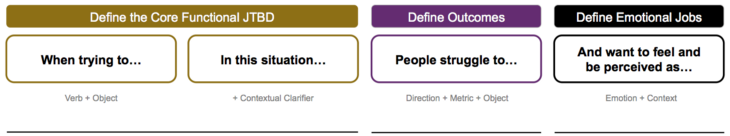 Define the Core Functional JTBD
Define Outcomes
Define Emotional Jobs
When trying to…
In this situation…
People struggle to…
And want to feel and
be perceived as…
Verb + Object
+ Contextual Clarifier
Direction + Metric + Object
Emotion + Context